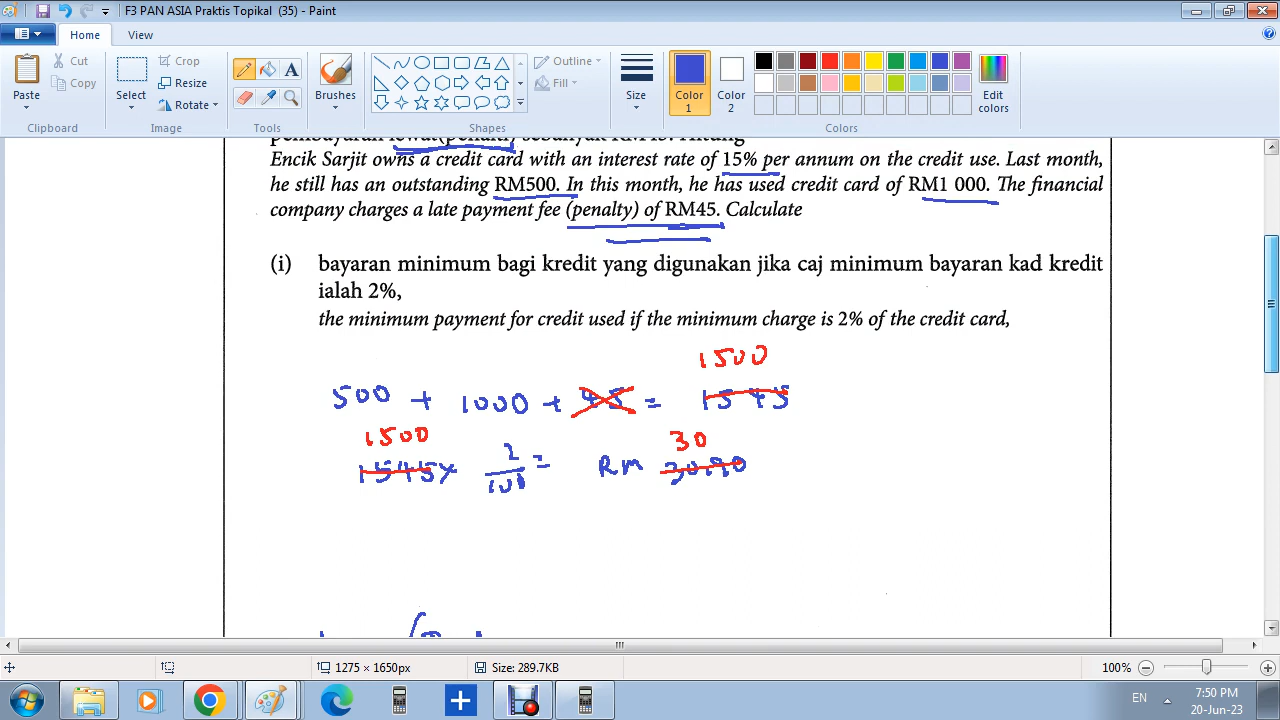 F3 PAN ASIA Praktis Topikal (35) - Paint
Home View
Paste Cut Copy Select Crop Resize Rotate Brushes Outline Fill Size Color 1 Color 2 Edit colors
Clipboard Image Tools Shapes Colors
pembayaran lewat(penalti) sebanyak RM45. Hitung
Encik Sarjit owns a credit card with an interest rate of 15% per annum on the credit use. Last month,
he still has an outstanding RM500. In this month, he has used credit card of RM1 000. The financial
company charges a late payment fee (penalty) of RM45. Calculate
(i) bayaran minimum bagi kredit yang digunakan jika caj minimum bayaran kad kredit
ialah 2%,
the minimum payment for credit used if the minimum charge is 2% of the credit card,
1500
500 + 1000 + 45 = 1545
1500 30
1545 x 2/100 = RM 30.90
1275 × 1650px Size: 289.7KB 100%
EN 7:50 PM
20-Jun-23